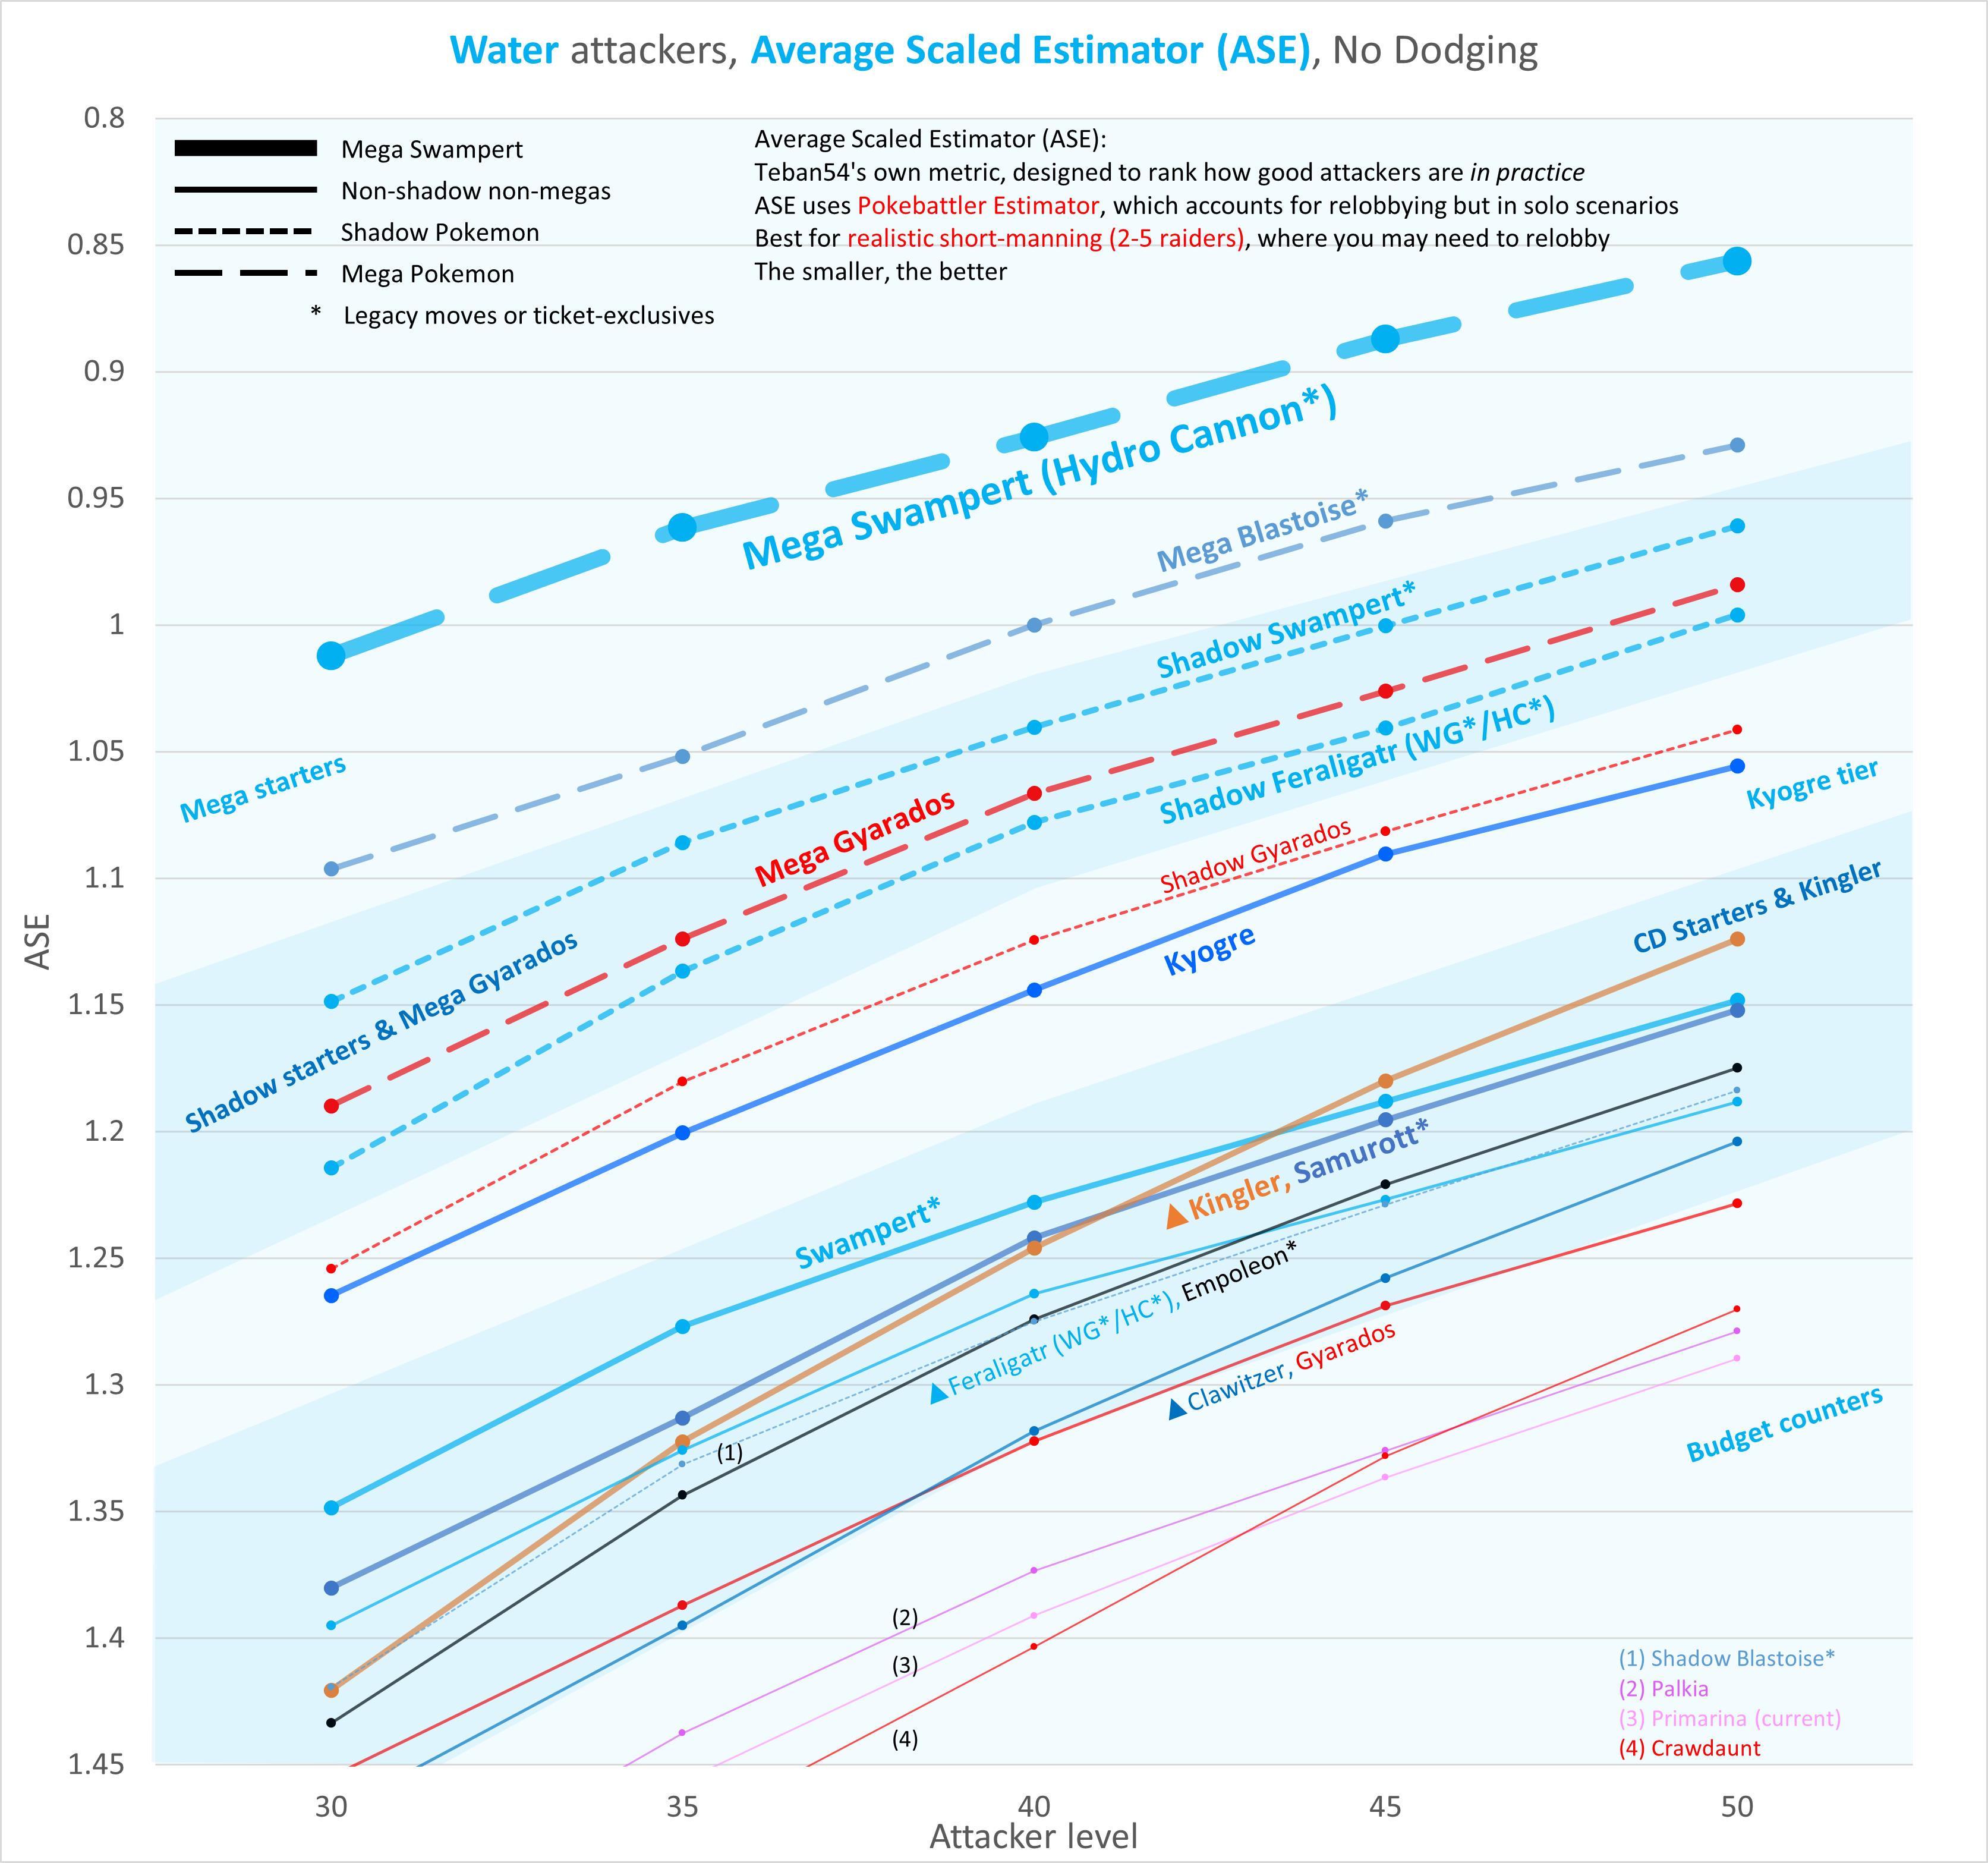 Water attackers, Average Scaled Estimator (ASE), No Dodging
Mega Swampert
Non-shadow non-megas
Shadow Pokemon
Mega Pokemon
* Legacy moves or ticket-exclusives
Average Scaled Estimator (ASE):
Teban54's own metric, designed to rank how good attackers are in practice
ASE uses Pokebattler Estimator, which accounts for relobbying but in solo scenarios
Best for realistic short-manning (2-5 raiders), where you may need to relobby
The smaller, the better
0.8
0.85
0.9
0.95
1
1.05
1.1
1.15
1.2
1.25
1.3
1.35
1.4
1.45
ASE
Mega Swampert (Hydro Cannon*)
Mega Blastoise*
Shadow Swampert*
Mega starters
Mega Gyarados
Shadow Feraligatr (WG*/HC*)
Shadow Gyarados
Kyogre tier
Shadow starters & Mega Gyarados
Kyogre
CD Starters & Kingler
Swampert*
▲Kingler, Samurott*
▲Feraligatr (WG*/HC*), Empoleon*
▲Clawitzer, Gyarados
Budget counters
(1)
(2)
(3)
(4)
(1) Shadow Blastoise*
(2) Palkia
(3) Primarina (current)
(4) Crawdaunt
30
35
40
45
50
Attacker level